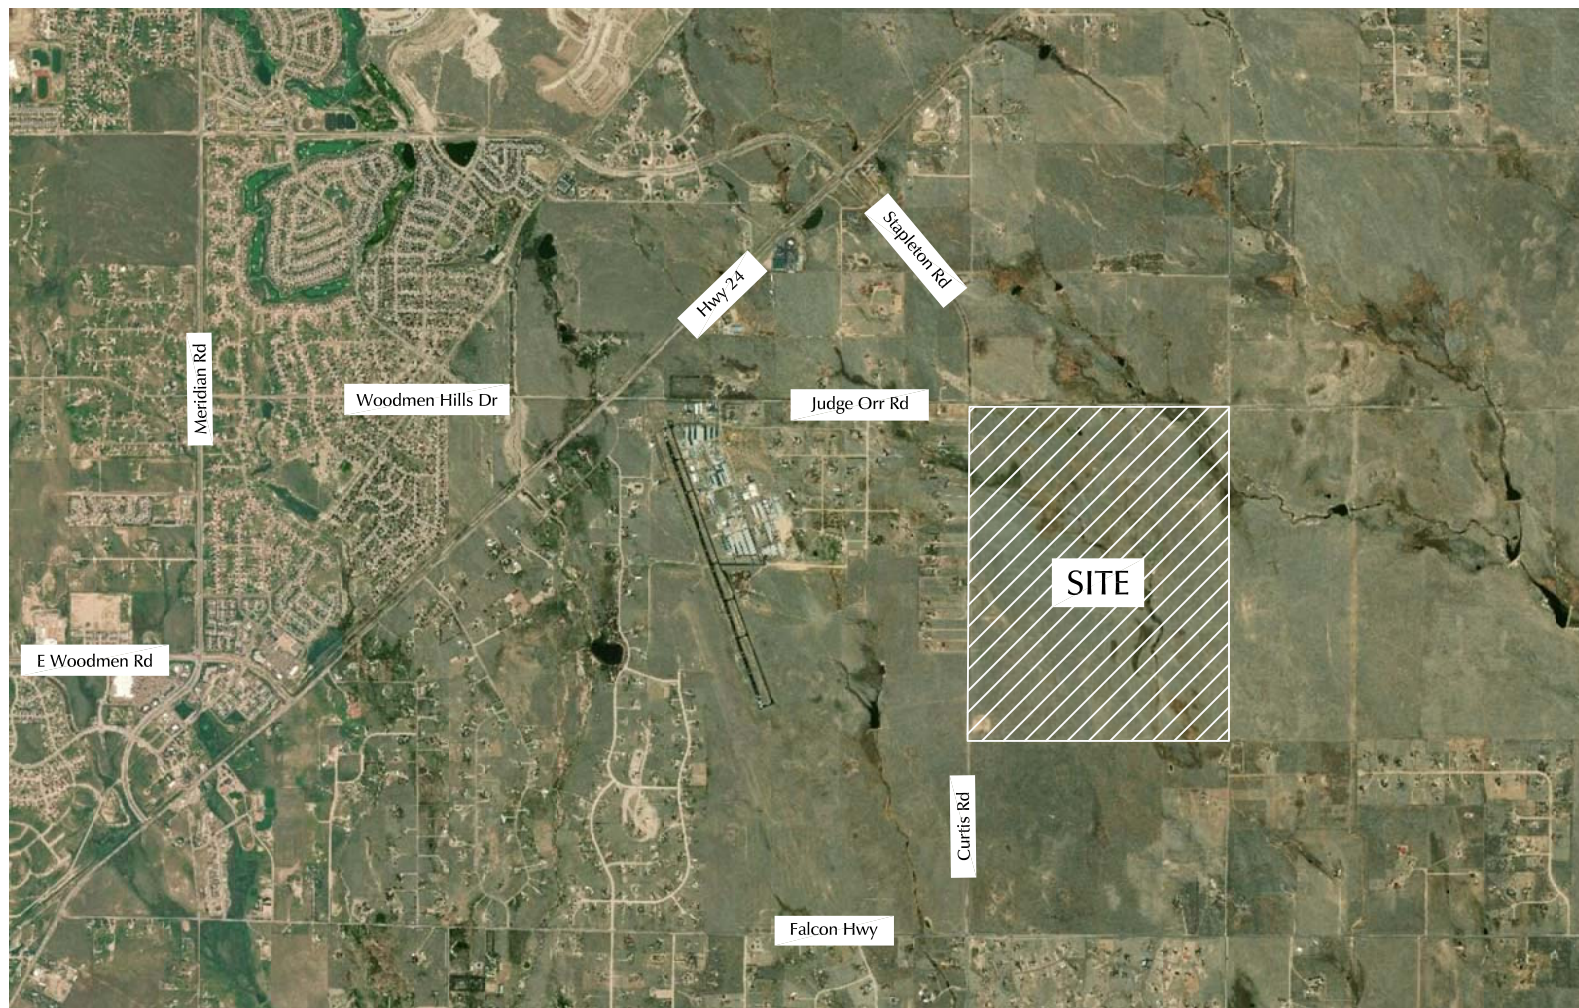 Stapleton Rd
Hwy 24
Meridian Rd
Woodmen Hills Dr
Judge Orr Rd
SITE
E Woodmen Rd
Curtis Rd
Falcon Hwy